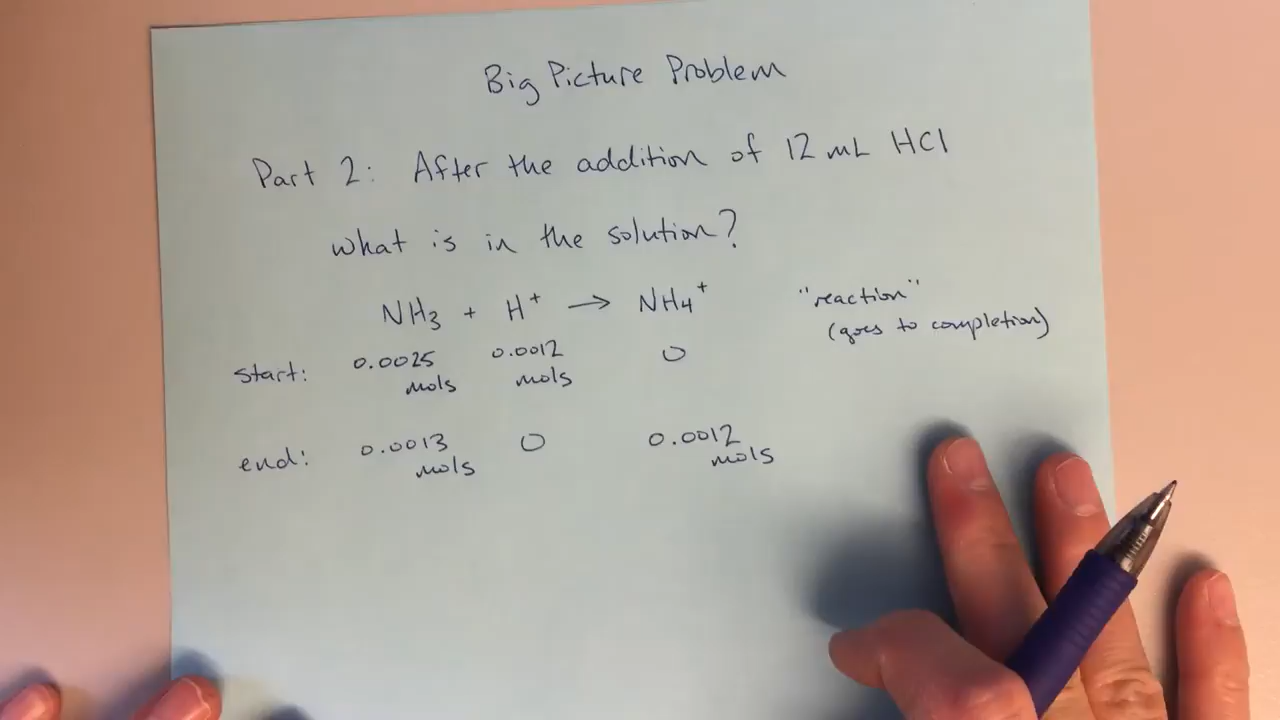 Big Picture Problem
Part 2: After the addition of 12 mL HCl
what is in the solution?
NH3 + H+ → NH4+ "reaction"
(goes to completion)
start: 0.0025 mols 0.0012 mols 0
end: 0.0013 mols 0 0.0012 mols